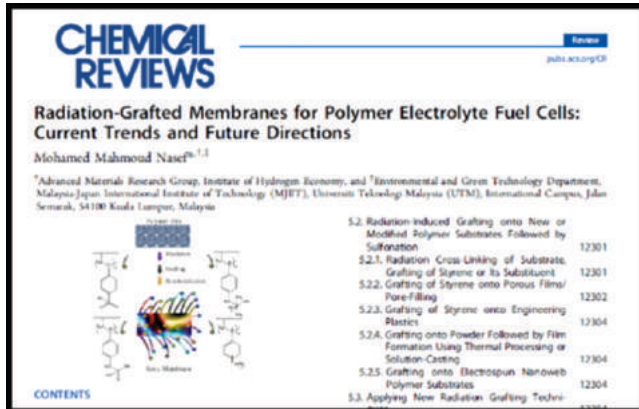 CHEMICAL
REVIEWS
Review
pubs.acs.org/CR
Radiation-Grafted Membranes for Polymer Electrolyte Fuel Cells:
Current Trends and Future Directions
Mohamed Mahmoud Nasef*,†,‡
†Advanced Materials Research Group, Institute of Hydrogen Economy, and ‡Environmental and Green Technology Department,
Malaysia-Japan International Institute of Technology (MJIIT), Universiti Teknologi Malaysia (UTM), International Campus, Jalan
Semarak, 54100 Kuala Lumpur, Malaysia
CONTENTS
5.2. Radiation-Induced Grafting onto New or
Modified Polymer Substrates Followed by
Sulfonation 12301
5.2.1. Radiation Cross-Linking of Substrate,
Grafting of Styrene or Its Substituent 12301
5.2.2. Grafting of Styrene onto Porous Films/
Pore-Filling 12302
5.2.3. Grafting of Styrene onto Engineering
Plastics 12304
5.2.4. Grafting onto Powder Followed by Film
Formation Using Thermal Processing or
Solution-Casting 12304
5.2.5. Grafting onto Electrospun Nanoweb
Polymer Substrates 12304
5.3. Applying New Radiation Grafting Techni-